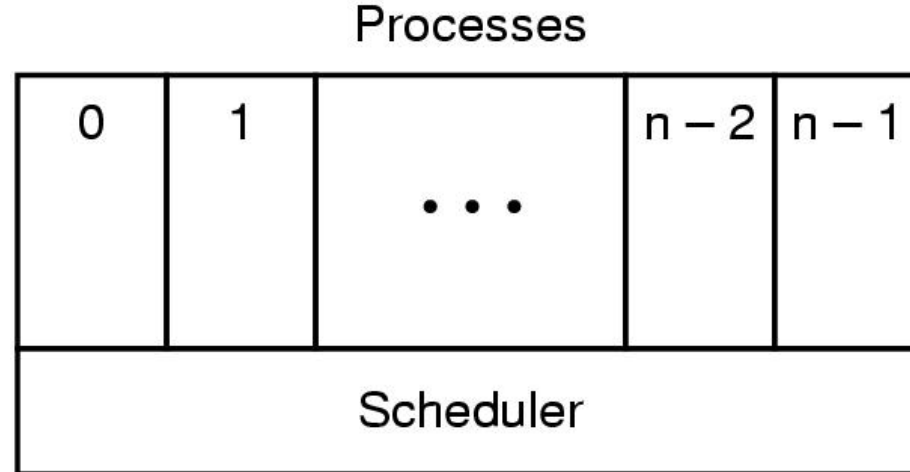 Processes
0 1 n – 2 n – 1
• • •
Scheduler